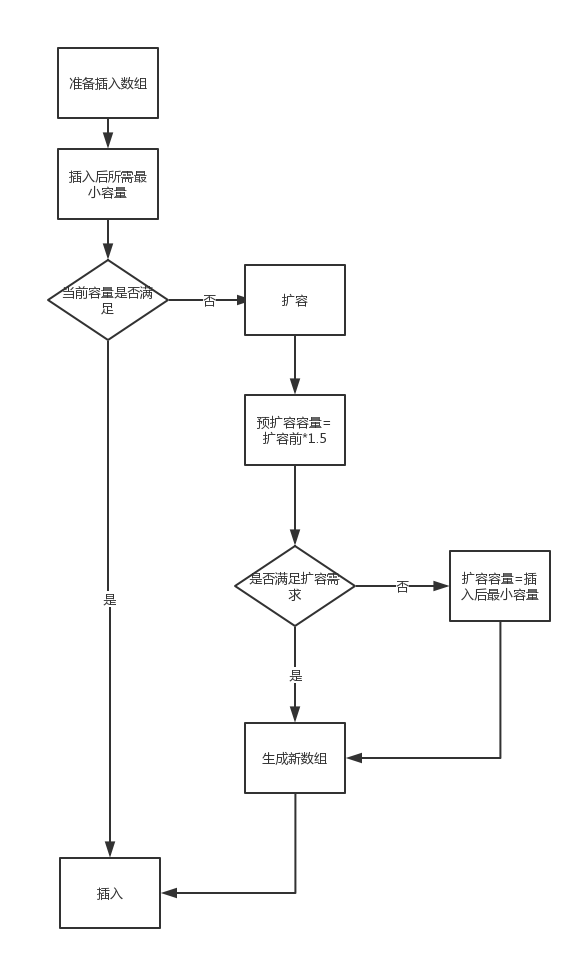 准备插入数组
插入后所需最
小容量
当前容量是否满
足
否
扩容
预扩容容量=
扩容前*1.5
是否满足扩容需
求
否
扩容容量=插
入后最小容量
是
是
生成新数组
插入